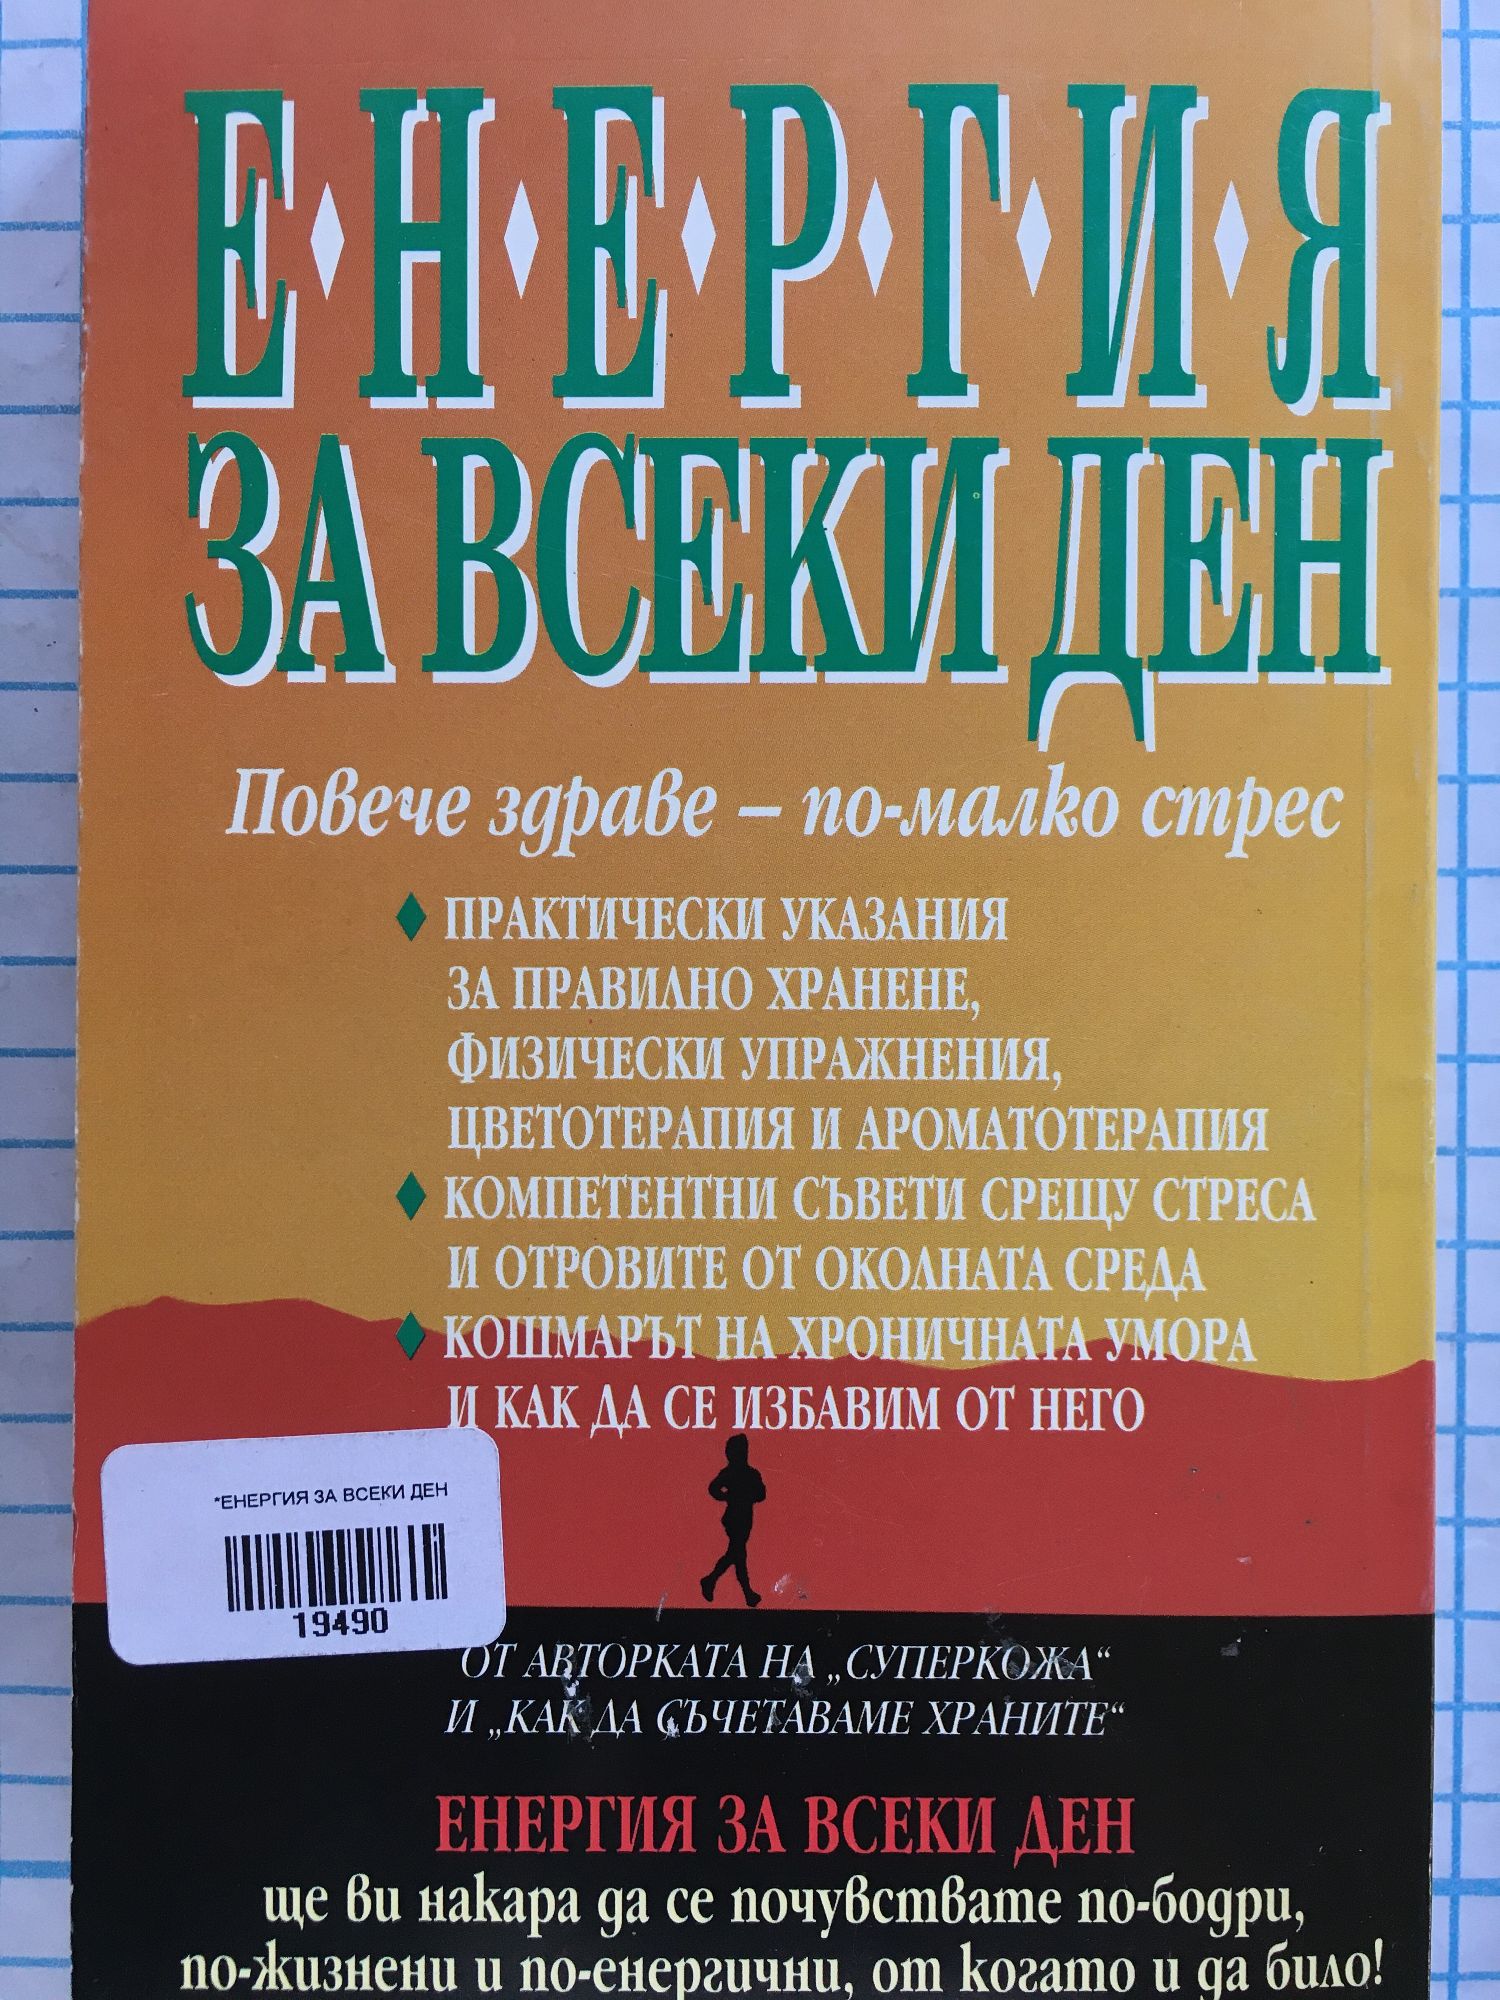 Е·Н·Е·Р·Г·И·Я
ЗА ВСЕКИ ДЕН
Повече здраве – по-малко стрес
ПРАКТИЧЕСКИ УКАЗАНИЯ
ЗА ПРАВИЛНО ХРАНЕНЕ,
ФИЗИЧЕСКИ УПРАЖНЕНИЯ,
ЦВЕТОТЕРАПИЯ И АРОМАТОТЕРАПИЯ
КОМПЕТЕНТНИ СЪВЕТИ СРЕЩУ СТРЕСА
И ОТРОВИТЕ ОТ ОКОЛНАТА СРЕДА
КОШМАРЪТ НА ХРОНИЧНАТА УМОРА
И КАК ДА СЕ ИЗБАВИМ ОТ НЕГО
*ЕНЕРГИЯ ЗА ВСЕКИ ДЕН
19490
ОТ АВТОРКАТА НА „СУПЕРКОЖА“
И „КАК ДА СЪЧЕТАВАМЕ ХРАНИТЕ“
ЕНЕРГИЯ ЗА ВСЕКИ ДЕН
ще ви накара да се почувствате по-бодри,
по-жизнени и по-енергични, от когато и да било!